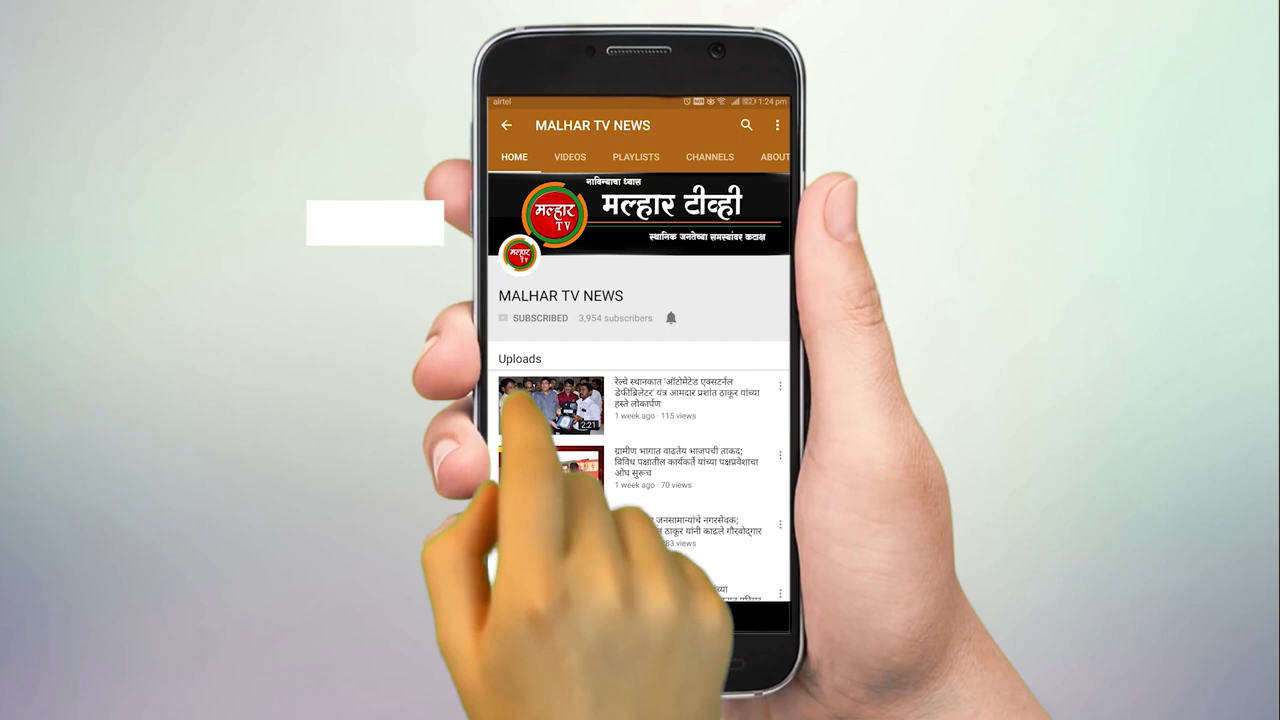 airtel 1:24 pm
MALHAR TV NEWS
HOME VIDEOS PLAYLISTS CHANNELS ABOUT
नाविन्याचा ध्यास
मल्हार टीव्ही
मल्हार
TV
स्थानिक जनतेच्या समस्यांवर कटाक्ष
मल्हार
TV
MALHAR TV NEWS
SUBSCRIBED 3,954 subscribers
Uploads
रेल्वे स्थानकात 'ऑटोमेटेड एक्सटर्नल
डेफीब्रिलेटर' यंत्र आमदार प्रशांत ठाकूर यांच्या
हस्ते लोकार्पण
1 week ago · 115 views
2:21
ग्रामीण भागात वाढतेय भाजपची ताकद;
विविध पक्षातील कार्यकर्ते यांच्या पक्षप्रवेशाचा
ओघ सुरूच
1 week ago · 70 views
जनसामान्यांचे नगरसेवक;
ठाकूर यांनी काढले गौरवोद्गार
83 views